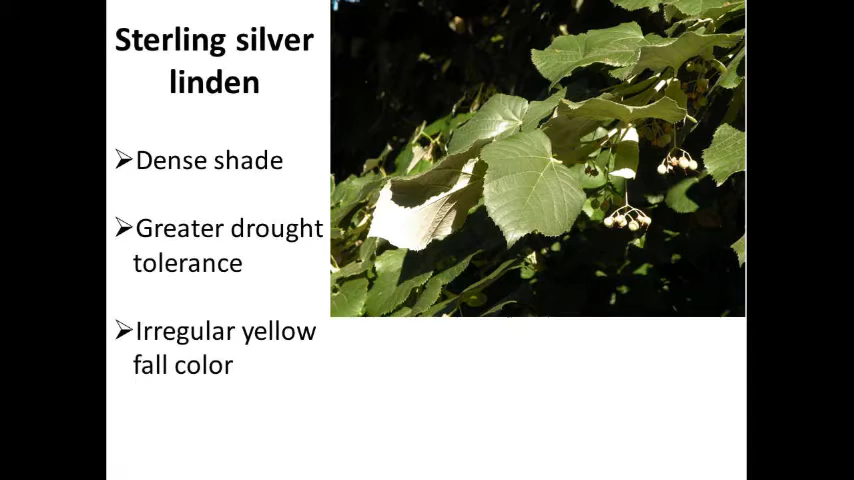 Sterling silver
linden
➢Dense shade
➢Greater drought
tolerance
➢Irregular yellow
fall color